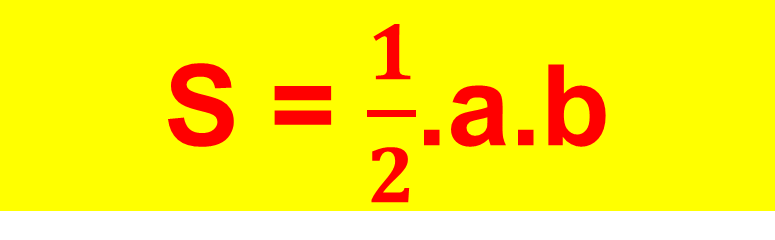 S = 1/2 .a.b